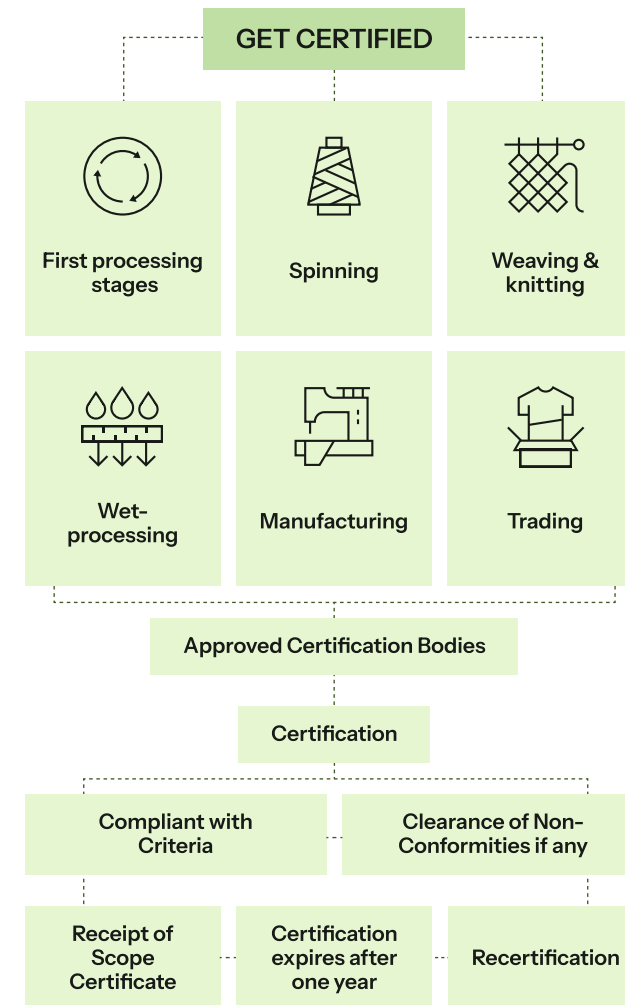 GET CERTIFIED
First processing
stages
Spinning
Weaving &
knitting
Wet-
processing
Manufacturing
Trading
Approved Certification Bodies
Certification
Compliant with
Criteria
Clearance of Non-
Conformities if any
Receipt of
Scope
Certificate
Certification
expires after
one year
Recertification